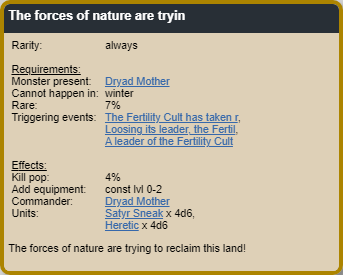 The forces of nature are tryin
Rarity: always
Requirements:
Monster present: Dryad Mother
Cannot happen in: winter
Rare: 7%
Triggering events: The Fertility Cult has taken r,
Loosing its leader, the Fertil,
A leader of the Fertility Cult
Effects:
Kill pop: 4%
Add equipment: const lvl 0-2
Commander: Dryad Mother
Units: Satyr Sneak x 4d6,
Heretic x 4d6
The forces of nature are trying to reclaim this land!